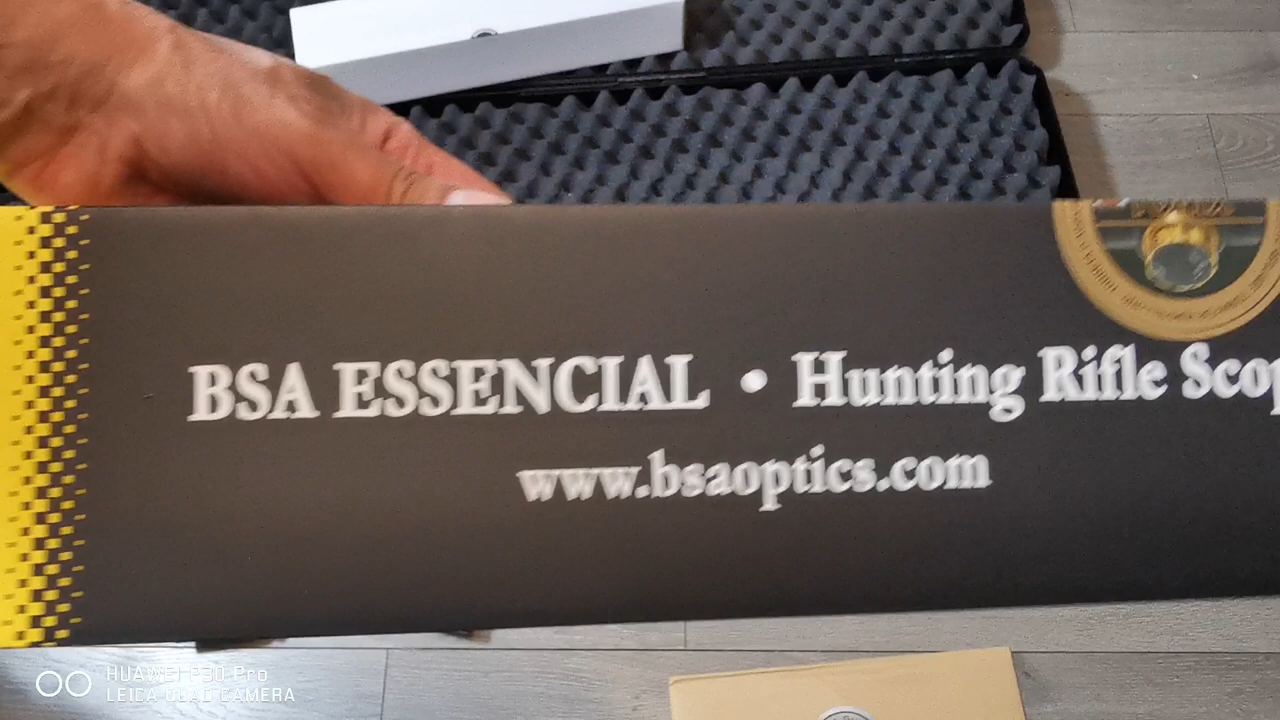 BSA ESSENCIAL • Hunting Rifle Scop
www.bsaoptics.com
HUAWEI P30 Pro
LEICA QUAD CAMERA